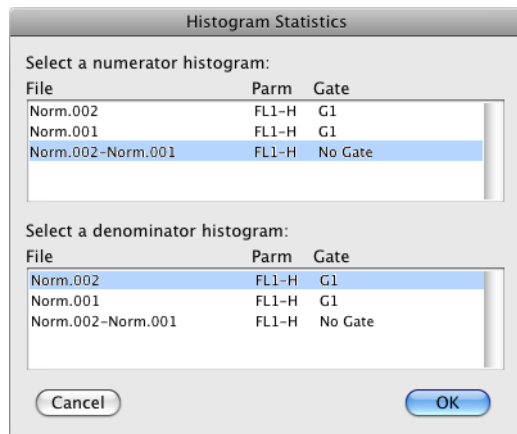 Histogram Statistics
Select a numerator histogram:
File Parm Gate
Norm.002 FL1-H G1
Norm.001 FL1-H G1
Norm.002-Norm.001 FL1-H No Gate
Select a denominator histogram:
File Parm Gate
Norm.002 FL1-H G1
Norm.001 FL1-H G1
Norm.002-Norm.001 FL1-H No Gate
Cancel OK